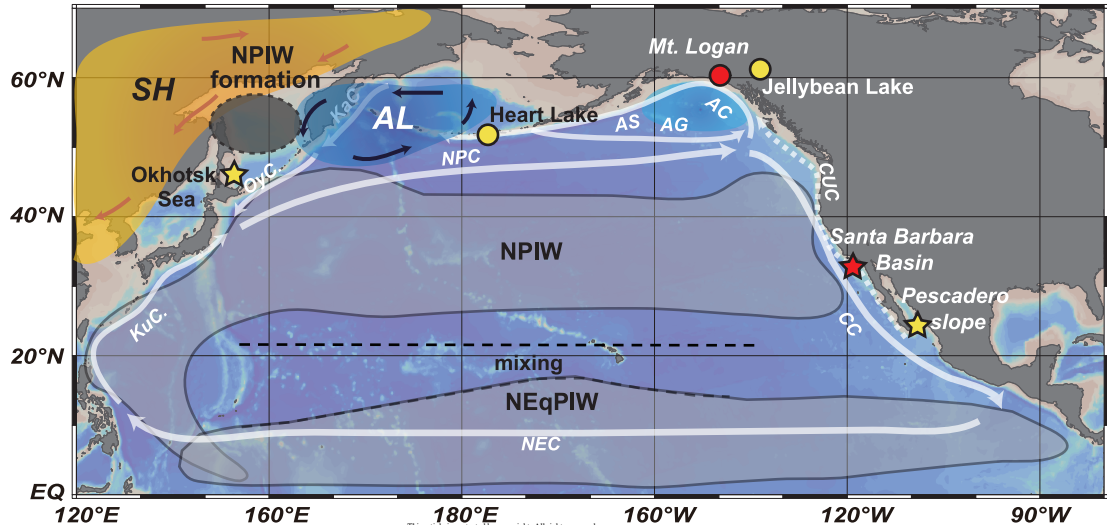 60°N
40°N
20°N
EQ
120°E
160°E
180°E
160°W
120°W
90°W
SH
NPIW
formation
KaC.
AL
Mt. Logan
Jellybean Lake
Heart Lake
AS
AG
AC
NPC
OyC.
Okhotsk
Sea
CUC
NPIW
Santa Barbara
Basin
Pescadero
slope
KuC.
CC
mixing
NEqPIW
NEC